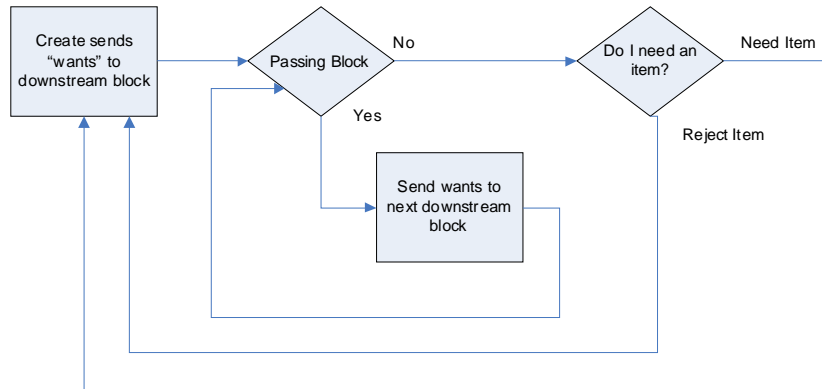 Create sends
“wants” to
downstream block
Passing Block
No
Do I need an
item?
Need Item
Yes
Reject Item
Send wants to
next downstream
block